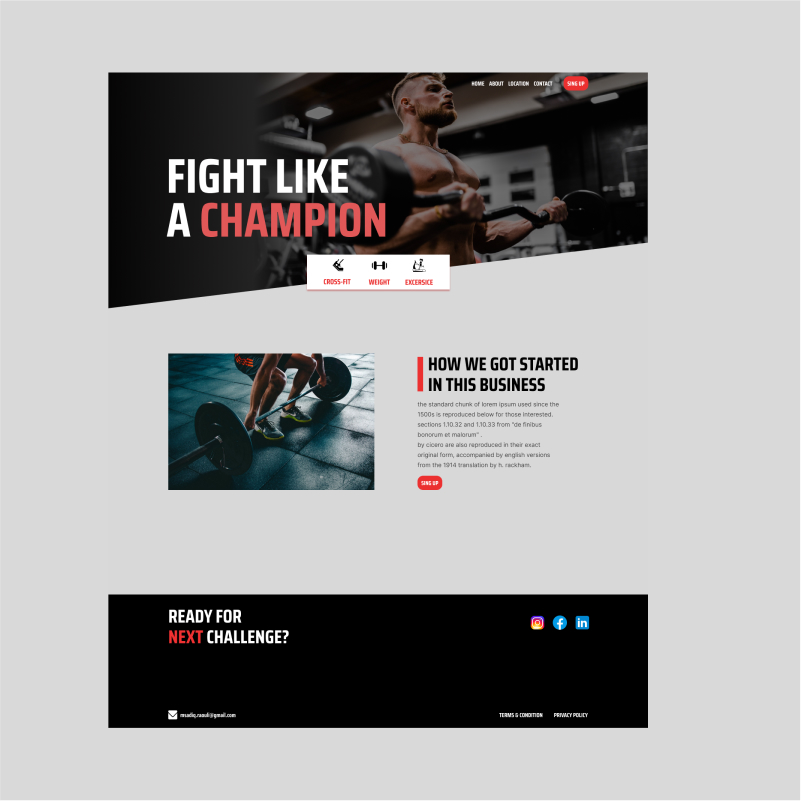 HOME ABOUT LOCATION CONTACT SING UP
FIGHT LIKE
A CHAMPION
CROSS-FIT WEIGHT EXCERSICE
HOW WE GOT STARTED
IN THIS BUSINESS
the standard chunk of lorem ipsum used since the
1500s is reproduced below for those interested.
sections 1.10.32 and 1.10.33 from "de finibus
bonorum et malorum" .
by cicero are also reproduced in their exact
original form, accompanied by english versions
from the 1914 translation by h. rackham.
SING UP
READY FOR
NEXT CHALLENGE?
in
msadiq.raoufi@gmail.com
TERMS & CONDITION PRIVACY POLICY